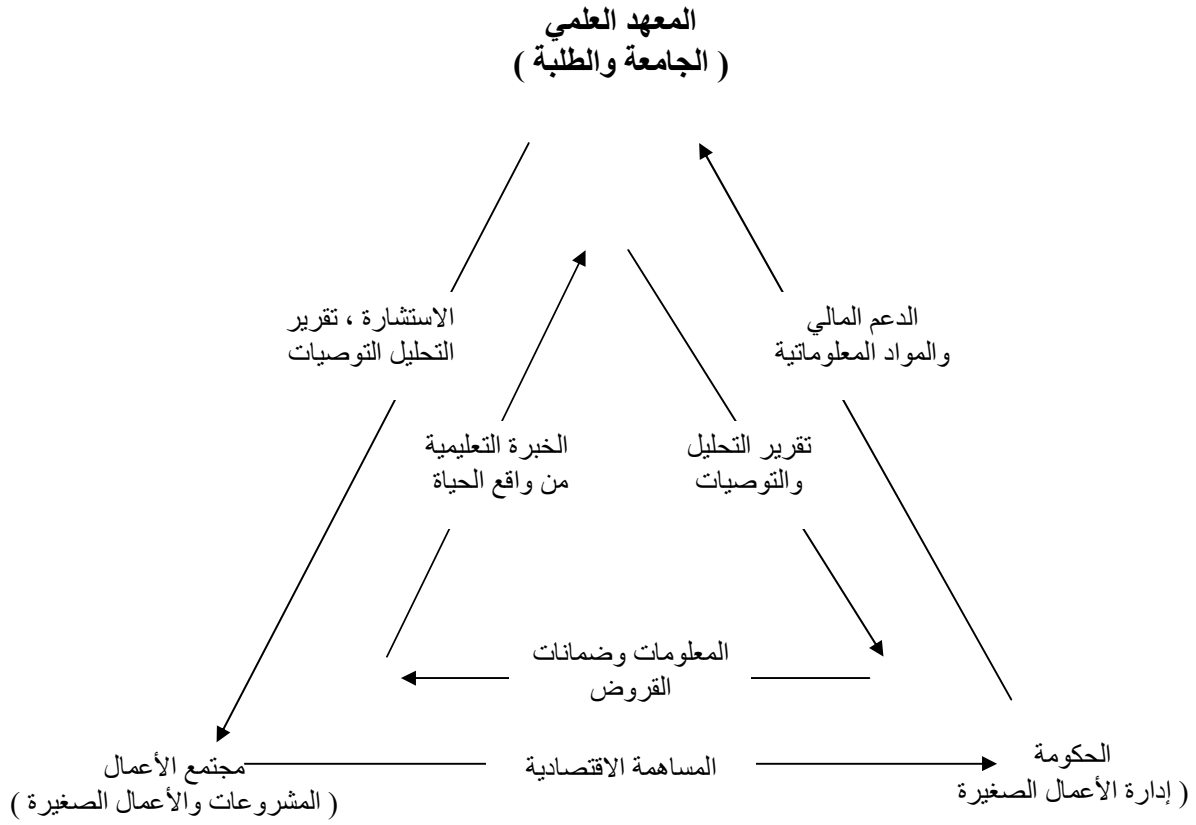 المعهد العلمي
( الجامعة والطلبة )
الدعم المالي
والمواد المعلوماتية
الاستشارة ، تقرير
التحليل التوصيات
تقرير التحليل
والتوصيات
الخبرة التعليمية
من واقع الحياة
المعلومات وضمانات
القروض
الحكومة
( إدارة الأعمال الصغيرة
المساهمة الاقتصادية
مجتمع الأعمال
( المشروعات والأعمال الصغيرة )